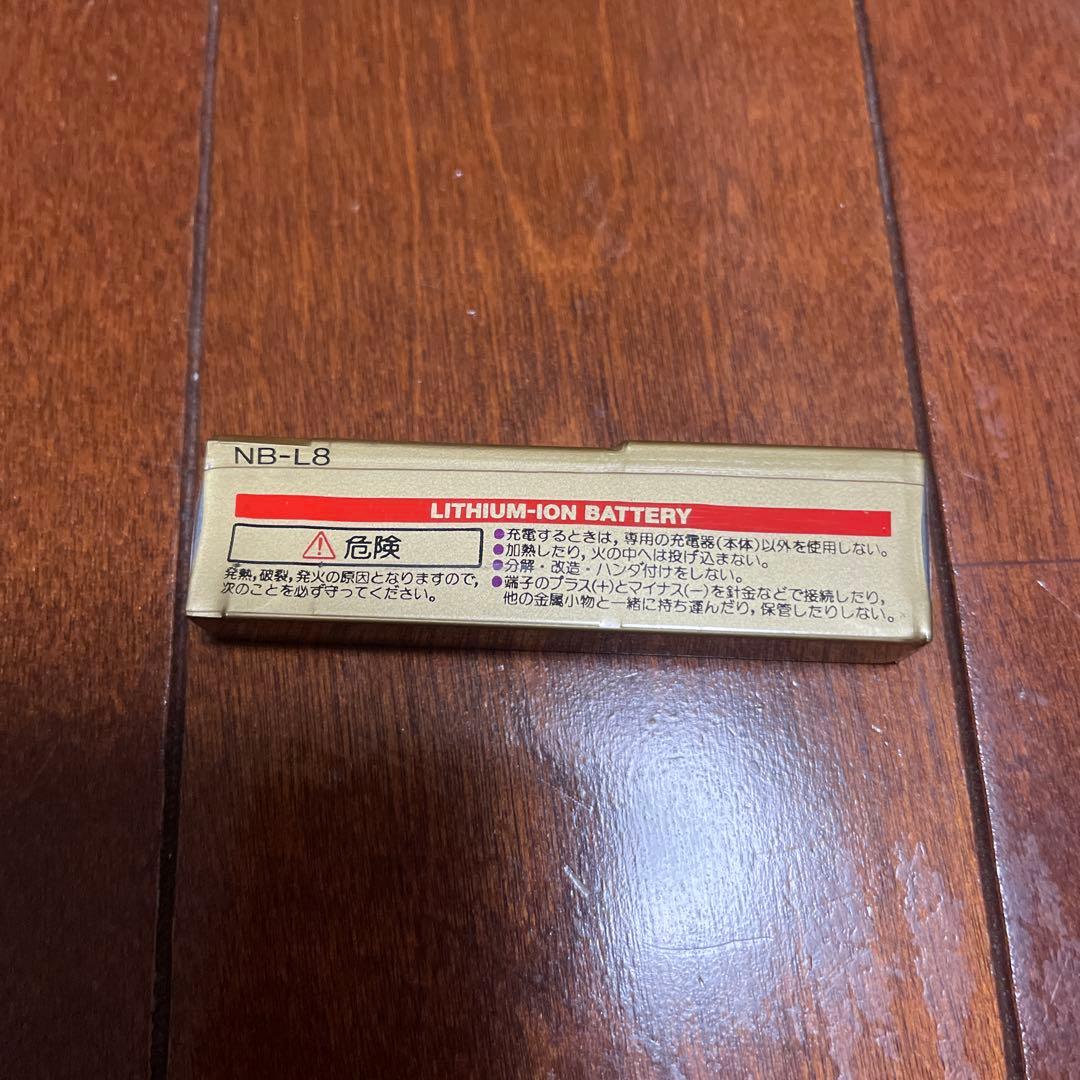 NB-L8
LITHIUM-ION BATTERY
危険
発熱,破裂,発火の原因となりますので,
次のことを必ず守ってください。
●充電するときは,専用の充電器(本体)以外を使用しない。
●加熱したり,火の中へは投げ込まない。
●分解・改造・ハンダ付けをしない。
●端子のプラス(+)とマイナス(−)を針金などで接続したり,
他の金属小物と一緒に持ち運んだり,保管したりしない。